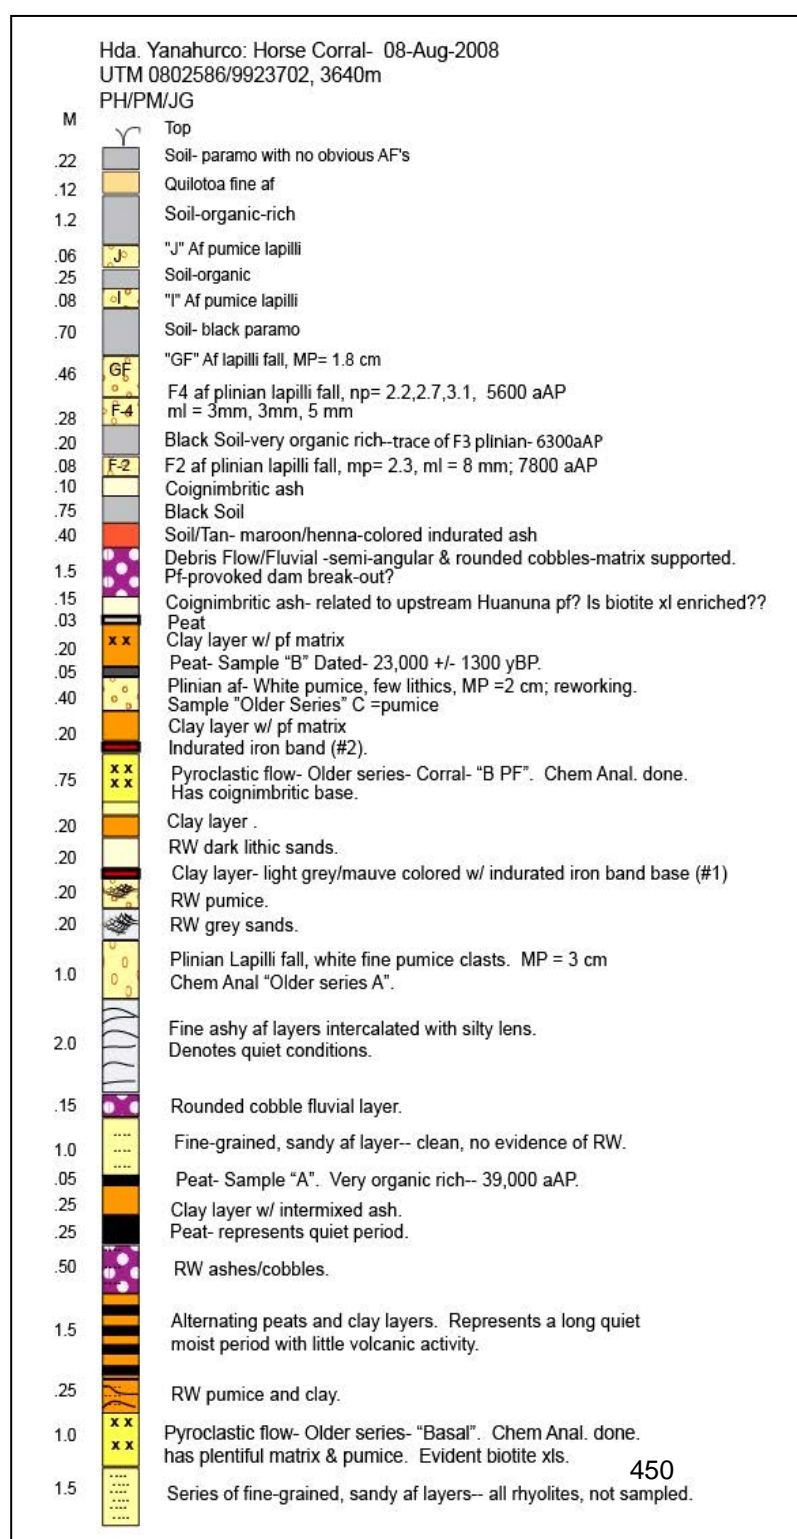 Hda. Yanahurco: Horse Corral- 08-Aug-2008
UTM 0802586/9923702, 3640m
PH/PM/JG
M
Top
.22 Soil- paramo with no obvious AF's
.12 Quilotoa fine af
1.2 Soil-organic-rich
.06 J "J" Af pumice lapilli
.25 Soil-organic
.08 I "I" Af pumice lapilli
.70 Soil- black paramo
.46 GF "GF" Af lapilli fall, MP= 1.8 cm
F4 af plinian lapilli fall, np= 2.2,2.7,3.1, 5600 aAP
.28 F-4 ml = 3mm, 3mm, 5 mm
.20 Black Soil-very organic rich--trace of F3 plinian- 6300aAP
.08 F-2 F2 af plinian lapilli fall, mp= 2.3, ml = 8 mm; 7800 aAP
.10 Coignimbritic ash
.75 Black Soil
.40 Soil/Tan- maroon/henna-colored indurated ash
Debris Flow/Fluvial -semi-angular & rounded cobbles-matrix supported.
1.5 Pf-provoked dam break-out?
.15 Coignimbritic ash- related to upstream Huanuna pf? Is biotite xl enriched??
.03 Peat
.20 x x Clay layer w/ pf matrix
.05 Peat- Sample “B” Dated- 23,000 +/- 1300 yBP.
.40 Plinian af- White pumice, few lithics, MP =2 cm; reworking.
Sample ”Older Series” C =pumice
.20 Clay layer w/ pf matrix
Indurated iron band (#2).
.75 x x Pyroclastic flow- Older series- Corral- “B PF”. Chem Anal. done.
x x Has coignimbritic base.
.20 Clay layer .
.20 RW dark lithic sands.
Clay layer- light grey/mauve colored w/ indurated iron band base (#1)
.20 RW pumice.
.20 RW grey sands.
Plinian Lapilli fall, white fine pumice clasts. MP = 3 cm
1.0 Chem Anal “Older series A”.
Fine ashy af layers intercalated with silty lens.
2.0 Denotes quiet conditions.
.15 Rounded cobble fluvial layer.
1.0 Fine-grained, sandy af layer-- clean, no evidence of RW.
.05 Peat- Sample “A”. Very organic rich-- 39,000 aAP.
.25 Clay layer w/ intermixed ash.
.25 Peat- represents quiet period.
.50 RW ashes/cobbles.
Alternating peats and clay layers. Represents a long quiet
1.5 moist period with little volcanic activity.
.25 RW pumice and clay.
1.0 x x Pyroclastic flow- Older series- “Basal”. Chem Anal. done.
x x has plentiful matrix & pumice. Evident biotite xls.
450
1.5 Series of fine-grained, sandy af layers-- all rhyolites, not sampled.